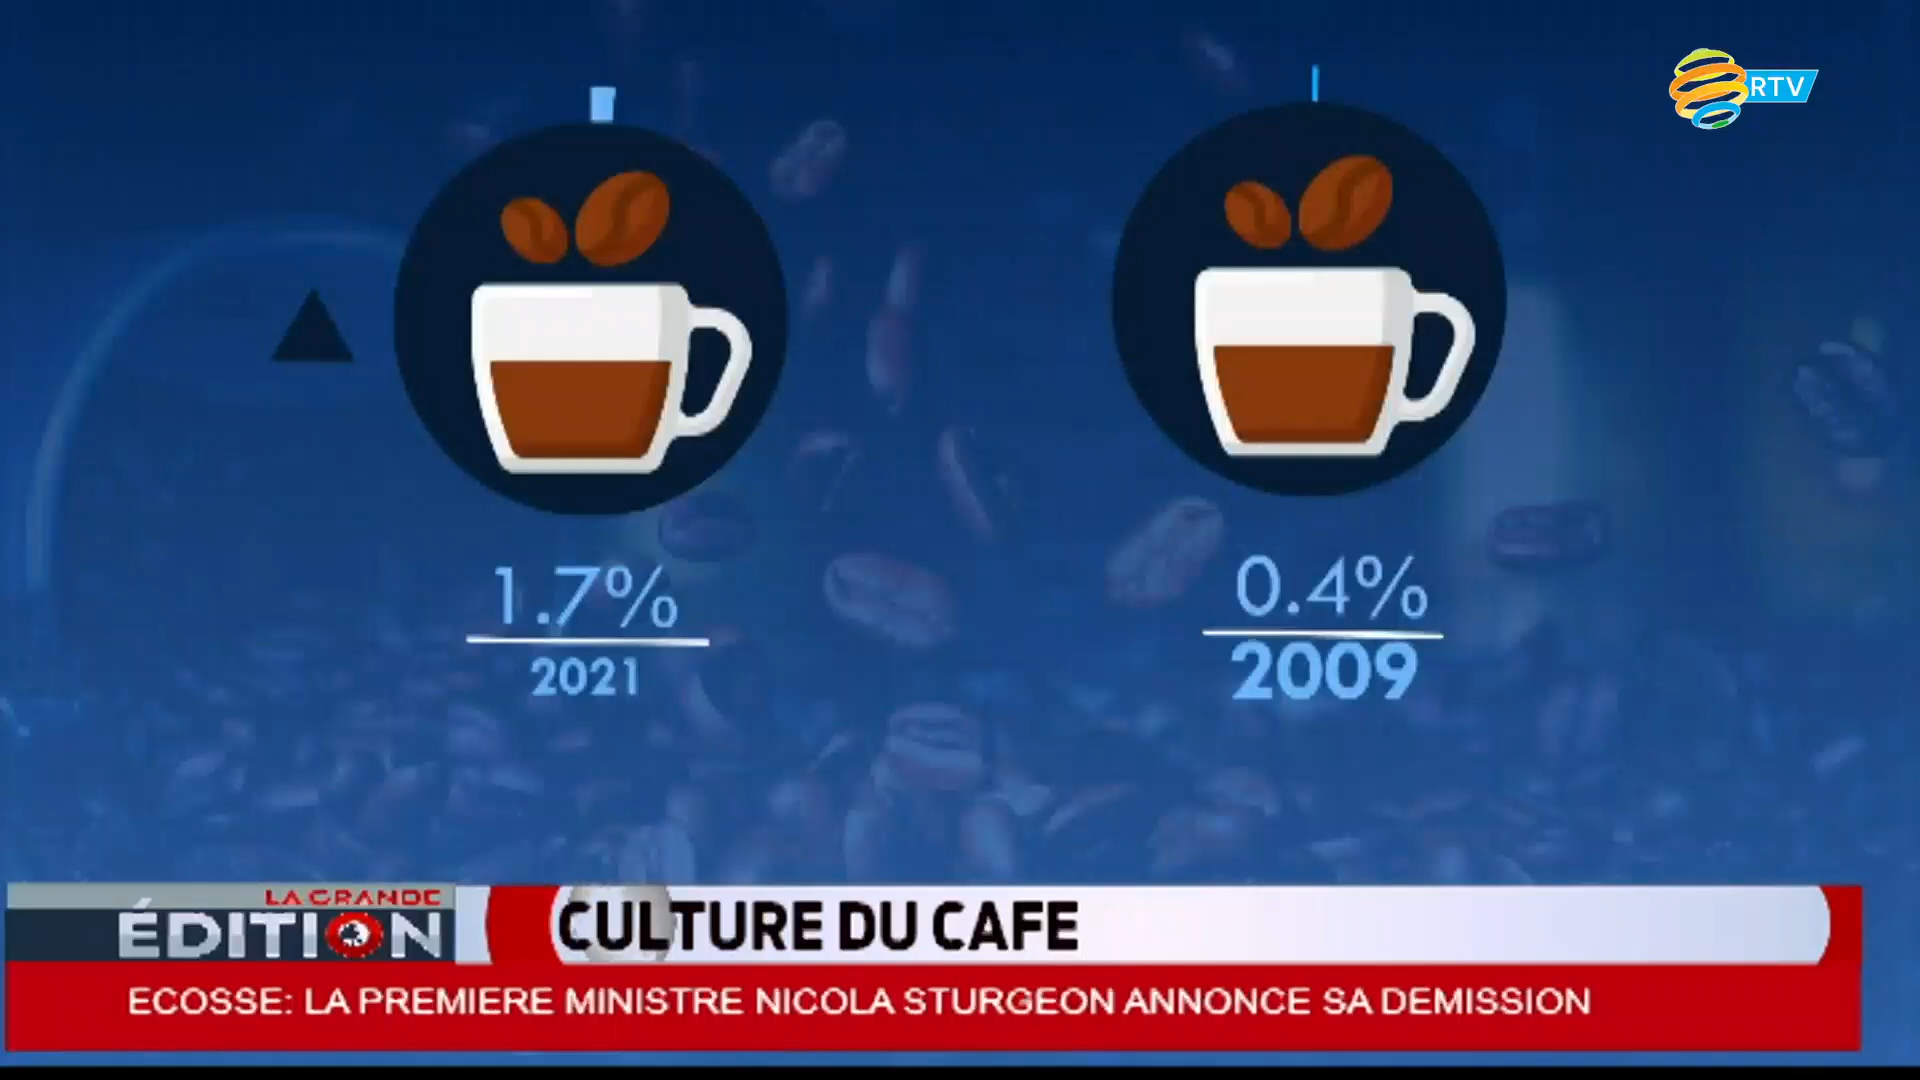 RTV
1.7%
2021
0.4%
2009
LA GRANDE
ÉDITION
CULTURE DU CAFE
ECOSSE: LA PREMIERE MINISTRE NICOLA STURGEON ANNONCE SA DEMISSION